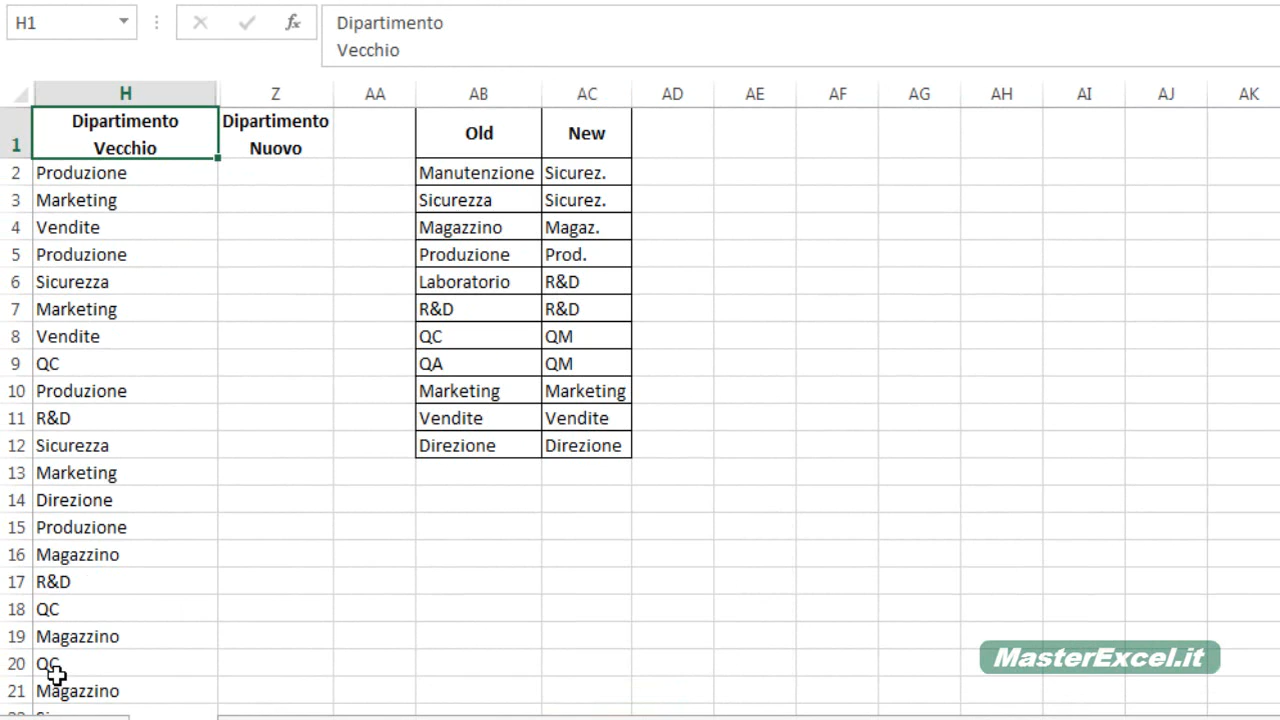 H1
fx
Dipartimento
Vecchio
H Z AA AB AC AD AE AF AG AH AI AJ AK
1 Dipartimento Vecchio Dipartimento Nuovo Old New
2 Produzione Manutenzione Sicurez.
3 Marketing Sicurezza Sicurez.
4 Vendite Magazzino Magaz.
5 Produzione Produzione Prod.
6 Sicurezza Laboratorio R&D
7 Marketing R&D R&D
8 Vendite QC QM
9 QC QA QM
10 Produzione Marketing Marketing
11 R&D Vendite Vendite
12 Sicurezza Direzione Direzione
13 Marketing
14 Direzione
15 Produzione
16 Magazzino
17 R&D
18 QC
19 Magazzino
20 QC
21 Magazzino
MasterExcel.it